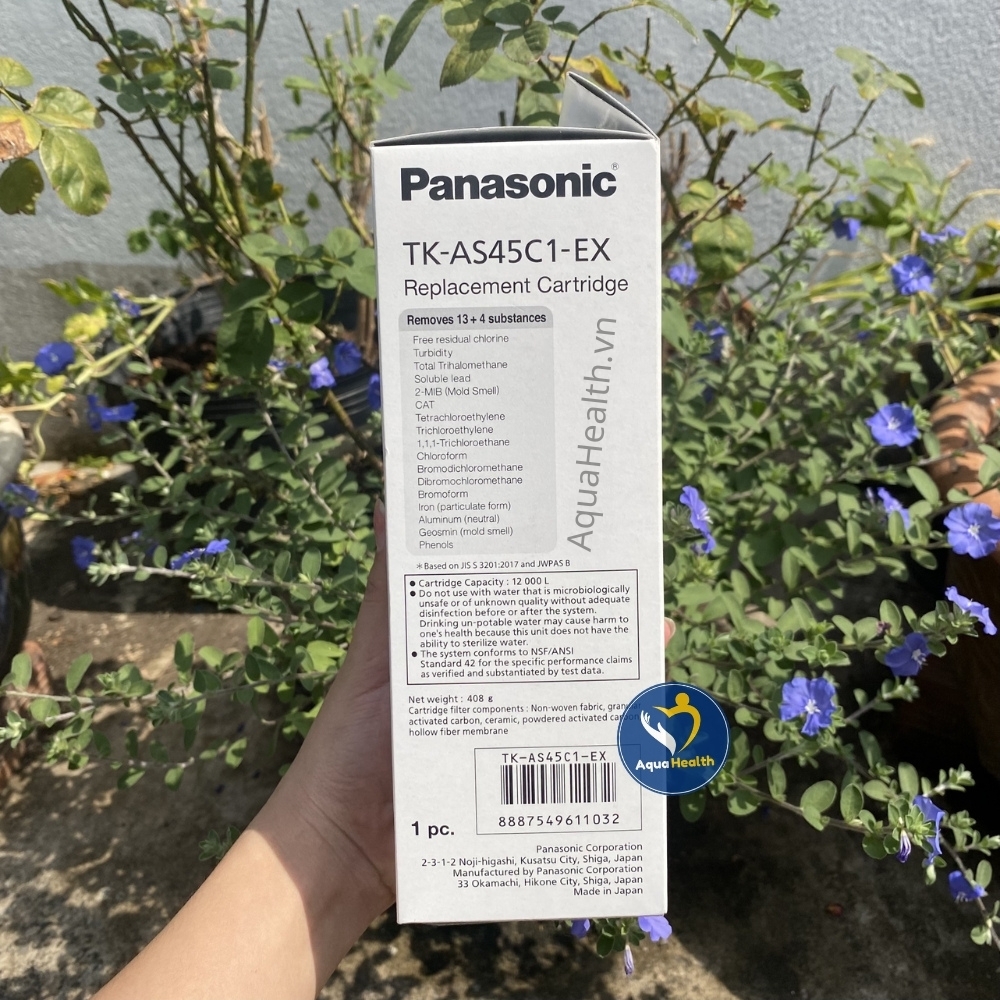 Panasonic®
TK-AS45C1-EX
Replacement Cartridge
Removes 13+4 substances
Free residual chlorine
Turbidity
Total Trihalomethane
Soluble lead
2-MIB (Mold Smell)
CAT
Tetrachloroethylene
Trichloroethylene
1,1,1-Trichloroethane
Chloroform
Bromodichloromethane
Dibromochloromethane
Bromoform
Iron (particulate form)
Aluminum (neutral)
Geosmin (mold smell)
Phenols
AquaHealth.vn
*Based on JIS S 3201:2017 and JWPAS B
● Cartridge Capacity : 12 000 L
● Do not use with water that is microbiologically
unsafe or of unknown quality without adequate
disinfection before or after the system.
Drinking un-potable water may cause harm to
one's health because this unit does not have the
ability to sterilize water.
● The system conforms to NSF/ANSI
Standard 42 for the specific performance claims
as verified and substantiated by test data.
Net weight : 408 g
Cartridge filter components : Non-woven fabric,
activated carbon, ceramic, powdered activated
hollow fiber membrane
AquaHealth
TK-AS45C1-EX
8887549611032
1 pc.
Panasonic Corporation
2-3-1-2 Noji-higashi, Kusatsu City, Shiga, Japan
Manufactured by Panasonic Corporation
33 Okamachi, Hikone City, Shiga, Japan
Made in Japan